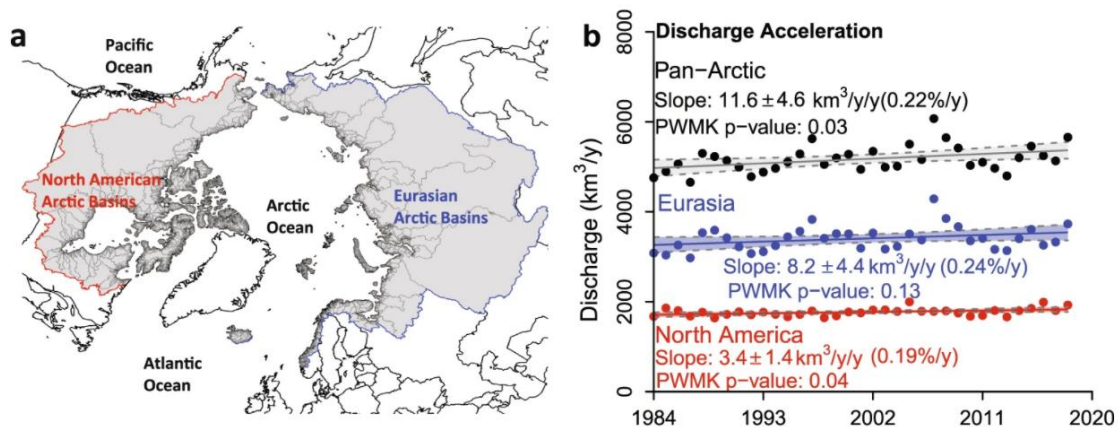 a
Pacific
Ocean
North American
Arctic Basins
Arctic
Ocean
Eurasian
Arctic Basins
Atlantic
Ocean
b
Discharge Acceleration
Pan-Arctic
Slope: 11.6 ± 4.6 km³/y/y (0.22%/y)
PWMK p-value: 0.03
Eurasia
Slope: 8.2 ± 4.4 km³/y/y (0.24%/y)
PWMK p-value: 0.13
North America
Slope: 3.4 ± 1.4 km³/y/y (0.19%/y)
PWMK p-value: 0.04
Discharge (km³/y)
8000
6000
4000
2000
0
1984 1993 2002 2011 2020